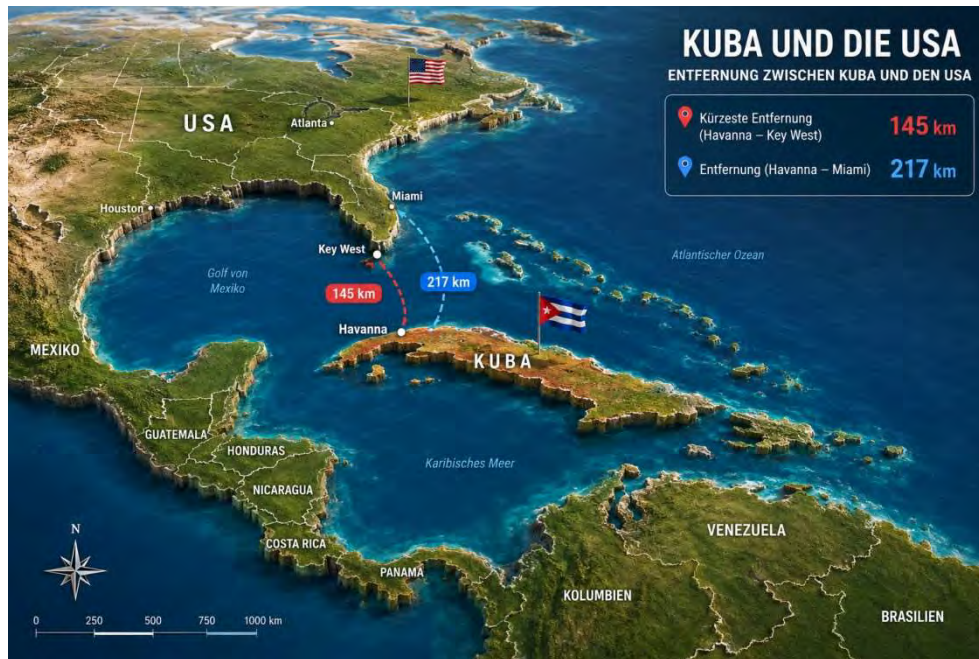 KUBA UND DIE USA
ENTFERNUNG ZWISCHEN KUBA UND DEN USA
Kürzeste Entfernung
(Havanna – Key West)
145 km
Entfernung (Havanna – Miami)
217 km
USA
Atlanta
Houston
Miami
Key West
Golf von
Mexiko
Atlantischer Ozean
145 km
217 km
Havanna
MEXIKO
KUBA
GUATEMALA
HONDURAS
Karibisches Meer
NICARAGUA
COSTA RICA
VENEZUELA
PANAMA
KOLUMBIEN
BRASILIEN
N
0 250 500 750 1000 km